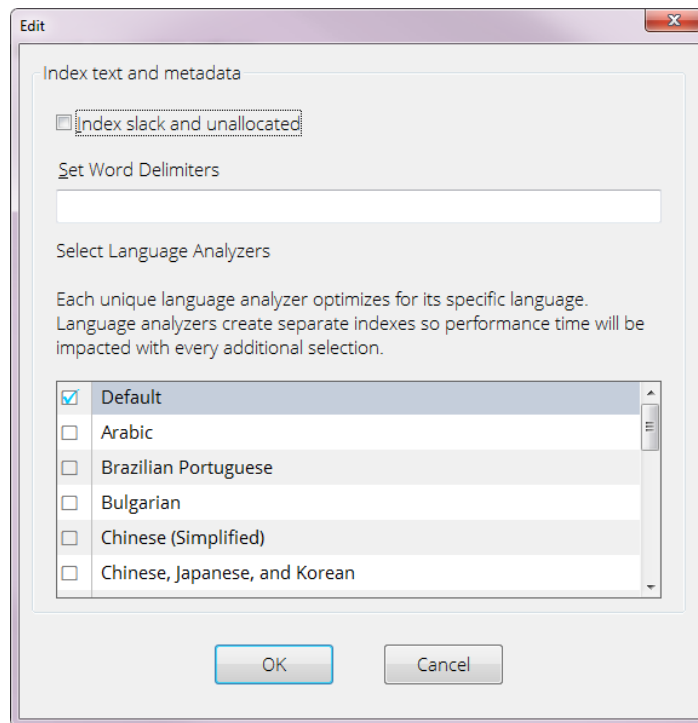 Edit
Index text and metadata
Index slack and unallocated
Set Word Delimiters
Select Language Analyzers
Each unique language analyzer optimizes for its specific language.
Language analyzers create separate indexes so performance time will be
impacted with every additional selection.
Default
Arabic
Brazilian Portuguese
Bulgarian
Chinese (Simplified)
Chinese, Japanese, and Korean
OK
Cancel